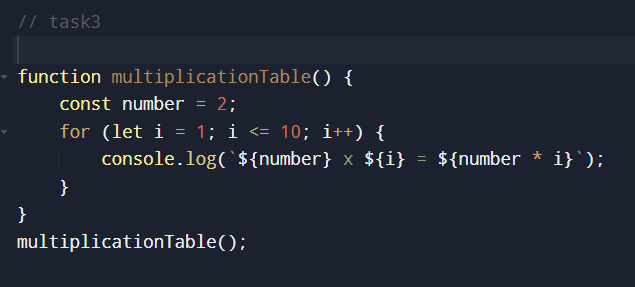 // task3
function multiplicationTable() {
    const number = 2;
    for (let i = 1; i <= 10; i++) {
        console.log(`${number} x ${i} = ${number * i}`);
    }
}
multiplicationTable();